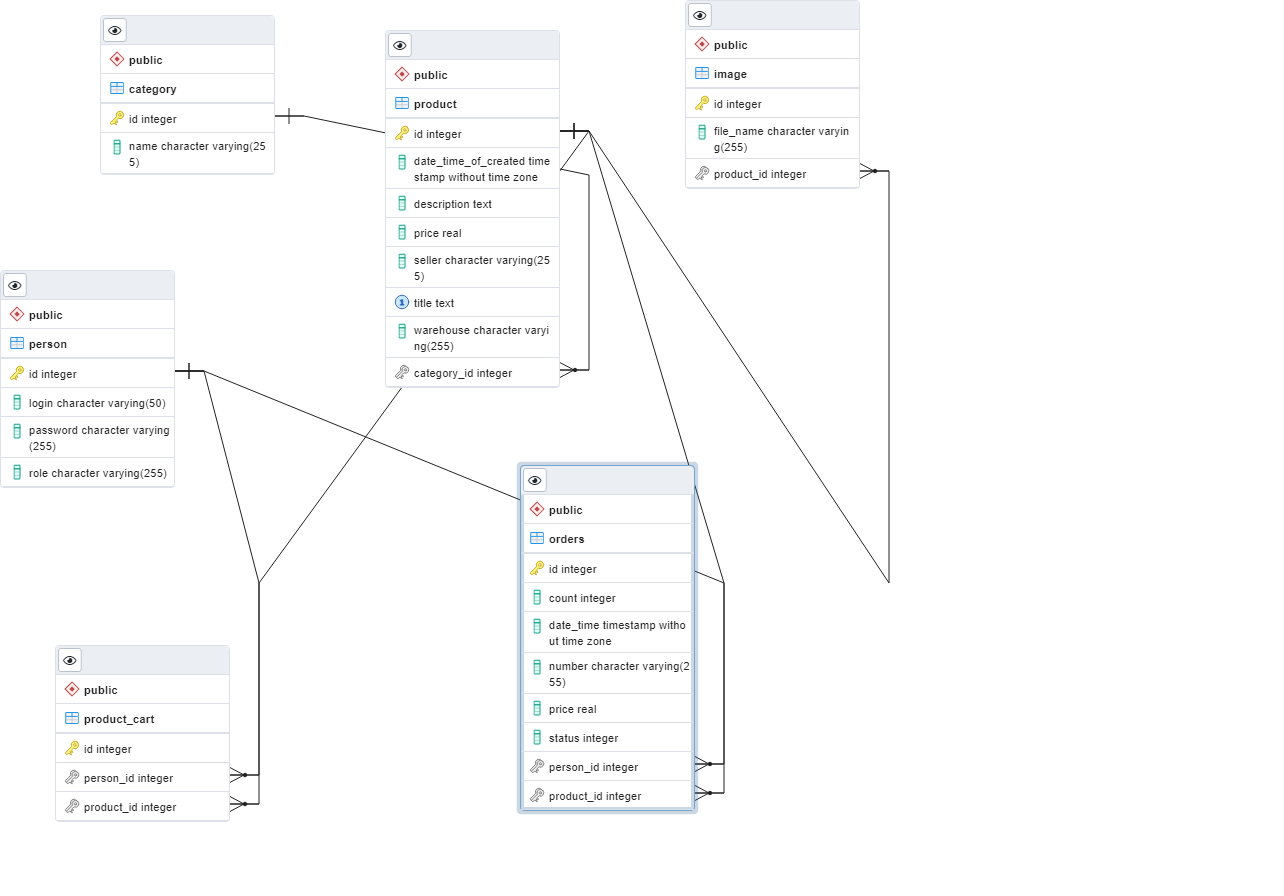 public
category
id integer
name character varying(25
5)
public
product
id integer
date_time_of_created time
stamp without time zone
description text
price real
seller character varying(25
5)
1 title text
warehouse character varyi
ng(255)
category_id integer
public
image
id integer
file_name character varyin
g(255)
product_id integer
public
person
id integer
login character varying(50)
password character varying
(255)
role character varying(255)
public
orders
id integer
count integer
date_time timestamp witho
ut time zone
number character varying(2
55)
price real
status integer
person_id integer
product_id integer
public
product_cart
id integer
person_id integer
product_id integer